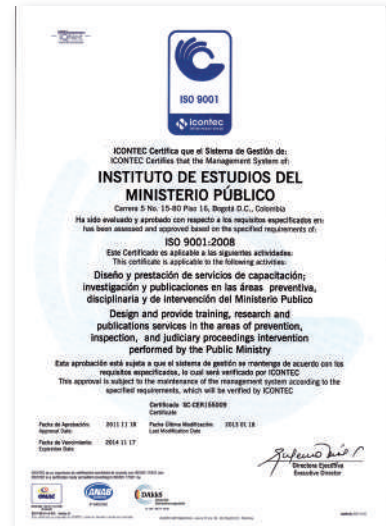 IQNet
ISO 9001
icontec
ICONTEC Certifica que el Sistema de Gestión de:
ICONTEC Certifies that the Management System of:
INSTITUTO DE ESTUDIOS DEL
MINISTERIO PÚBLICO
Carrera 5 No. 15-80 Piso 16, Bogotá D.C., Colombia
Ha sido evaluado y aprobado con respecto a los requisitos especificados en:
has been assessed and approved based on the specified requirements of:
ISO 9001:2008
Este Certificado es aplicable a las siguientes actividades:
This certificate is applicable to the following activities:
Diseño y prestación de servicios de capacitación;
investigación y publicaciones en las áreas preventiva,
disciplinaria y de intervención del Ministerio Publico
Design and provide training, research and
publications services in the areas of prevention,
inspection, and judiciary proceedings intervention
performed by the Public Ministry
Esta aprobación está sujeta a que el sistema de gestión se mantenga de acuerdo con los
requisitos especificados, lo cual será verificado por ICONTEC
This approval is subject to the maintenance of the management system according to the
specified requirements, which will be verified by ICONTEC
Certificado SC-CER155009
Certificate
Fecha de Aprobación: 2011 11 18 Fecha Última Modificación: 2013 01 18
Approval Date Last Modification Date
Fecha de Vencimiento: 2014 11 17
Expiration Date
Directora Ejecutiva
Executive Director
ONAC
ANAB
DAkkS